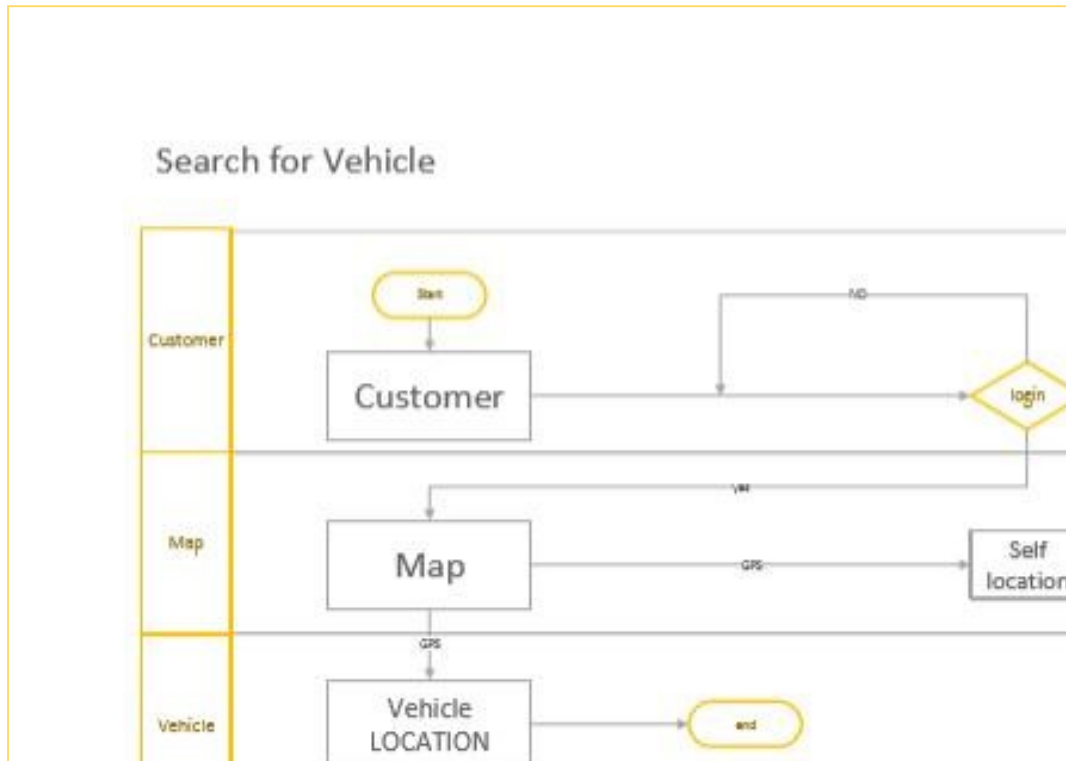 Search for Vehicle
Start
NO
Customer
Customer
login
yes
Map
Map
GPS
Self
location
GPS
Vehicle
Vehicle
LOCATION
end